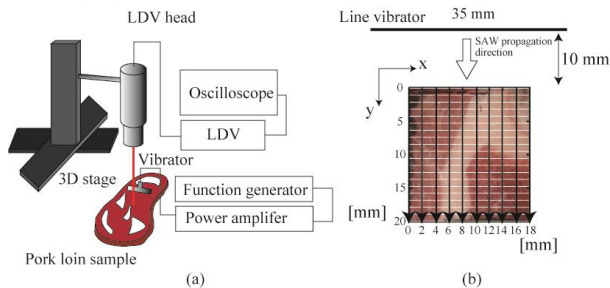 LDV head
Oscilloscope
LDV
Vibrator
3D stage
Function generator
Power amplifer
Pork loin sample
(a)
Line vibrator
35 mm
SAW propagation
direction
10 mm
x
y
0
5
10
15
20
[mm]
0 2 4 6 8 10 12 14 16 18
[mm]
(b)